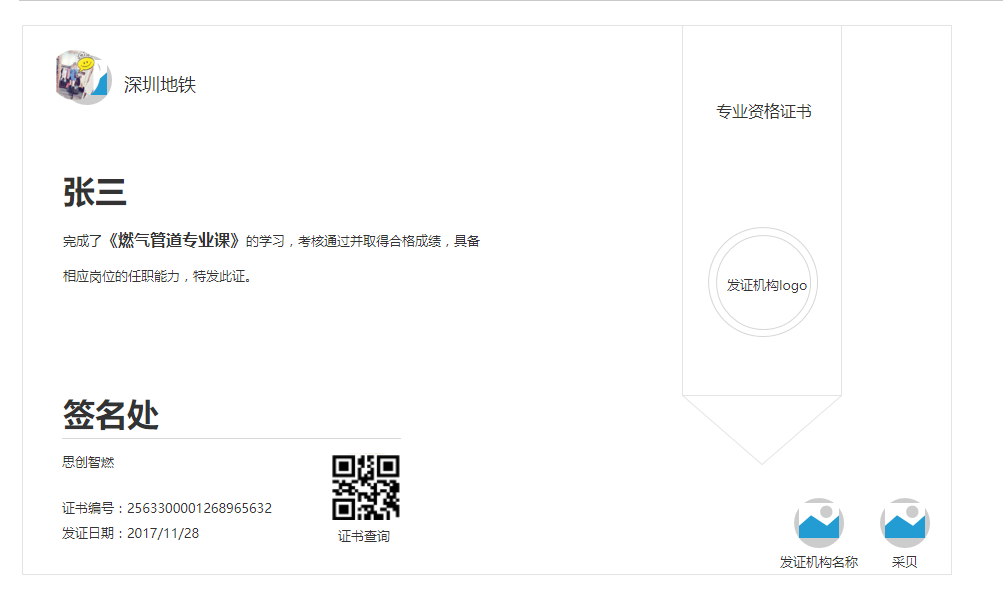 深圳地铁
专业资格证书
张三
完成了《燃气管道专业课》的学习，考核通过并取得合格成绩，具备
相应岗位的任职能力，特发此证。
发证机构logo
签名处
思创智燃
证书编号：2563300001268965632
发证日期：2017/11/28
证书查询
发证机构名称
采贝